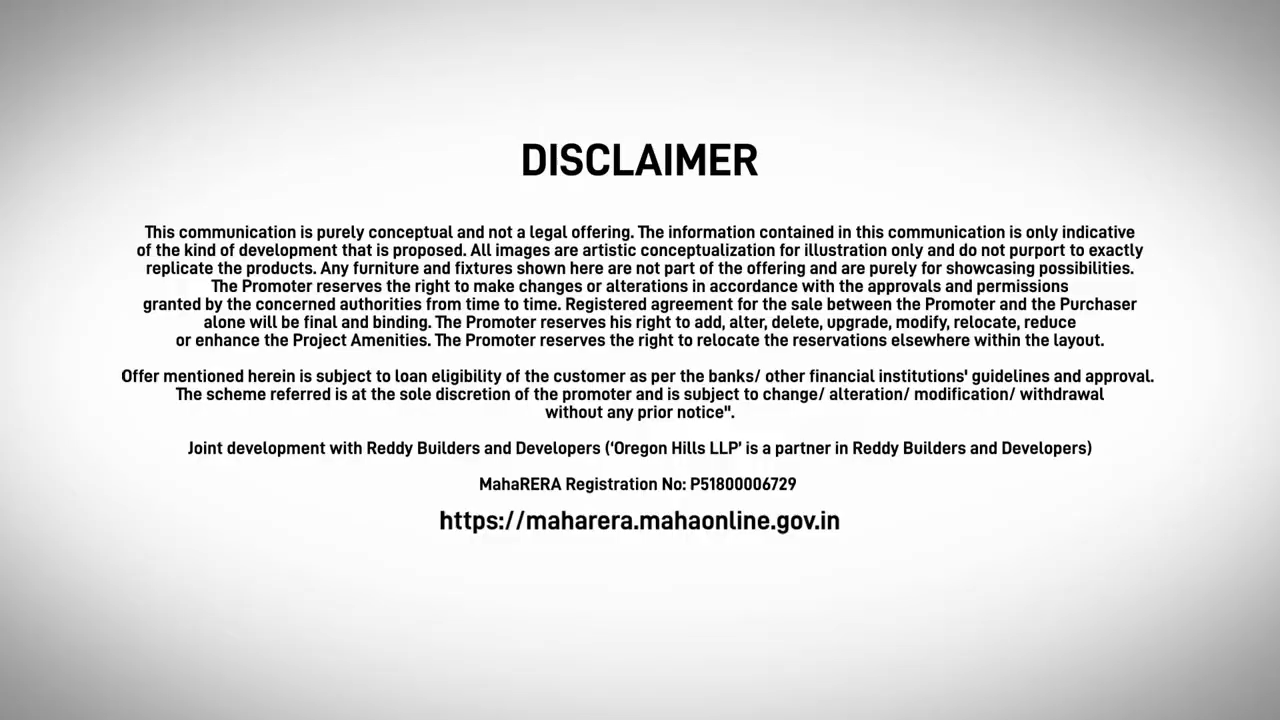 DISCLAIMER
This communication is purely conceptual and not a legal offering. The information contained in this communication is only indicative
of the kind of development that is proposed. All images are artistic conceptualization for illustration only and do not purport to exactly
replicate the products. Any furniture and fixtures shown here are not part of the offering and are purely for showcasing possibilities.
The Promoter reserves the right to make changes or alterations in accordance with the approvals and permissions
granted by the concerned authorities from time to time. Registered agreement for the sale between the Promoter and the Purchaser
alone will be final and binding. The Promoter reserves his right to add, alter, delete, upgrade, modify, relocate, reduce
or enhance the Project Amenities. The Promoter reserves the right to relocate the reservations elsewhere within the layout.
Offer mentioned herein is subject to loan eligibility of the customer as per the banks/ other financial institutions' guidelines and approval.
The scheme referred is at the sole discretion of the promoter and is subject to change/ alteration/ modification/ withdrawal
without any prior notice".
Joint development with Reddy Builders and Developers (‘Oregon Hills LLP’ is a partner in Reddy Builders and Developers)
MahaRERA Registration No: P51800006729
https://maharera.mahaonline.gov.in